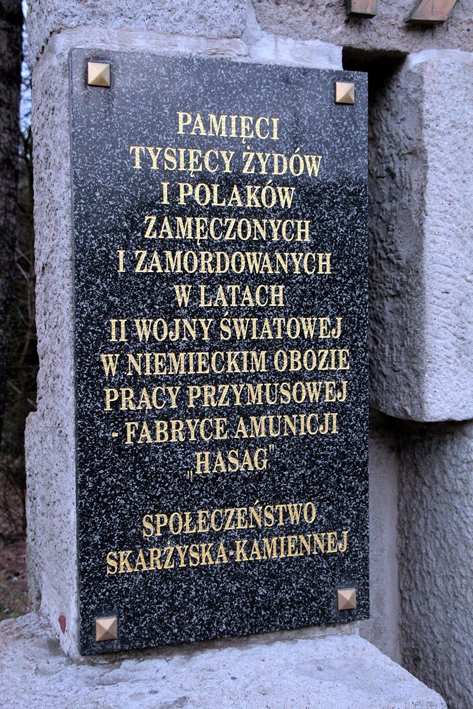 PAMIĘCI
TYSIĘCY ŻYDÓW
I POLAKÓW
ZAMĘCZONYCH
I ZAMORDOWANYCH
W LATACH
II WOJNY ŚWIATOWEJ
W NIEMIECKIM OBOZIE
PRACY PRZYMUSOWEJ
-FABRYCE AMUNICJI
„HASAG"
SPOŁECZEŃSTWO
SKARŻYSKA-KAMIENNEJ